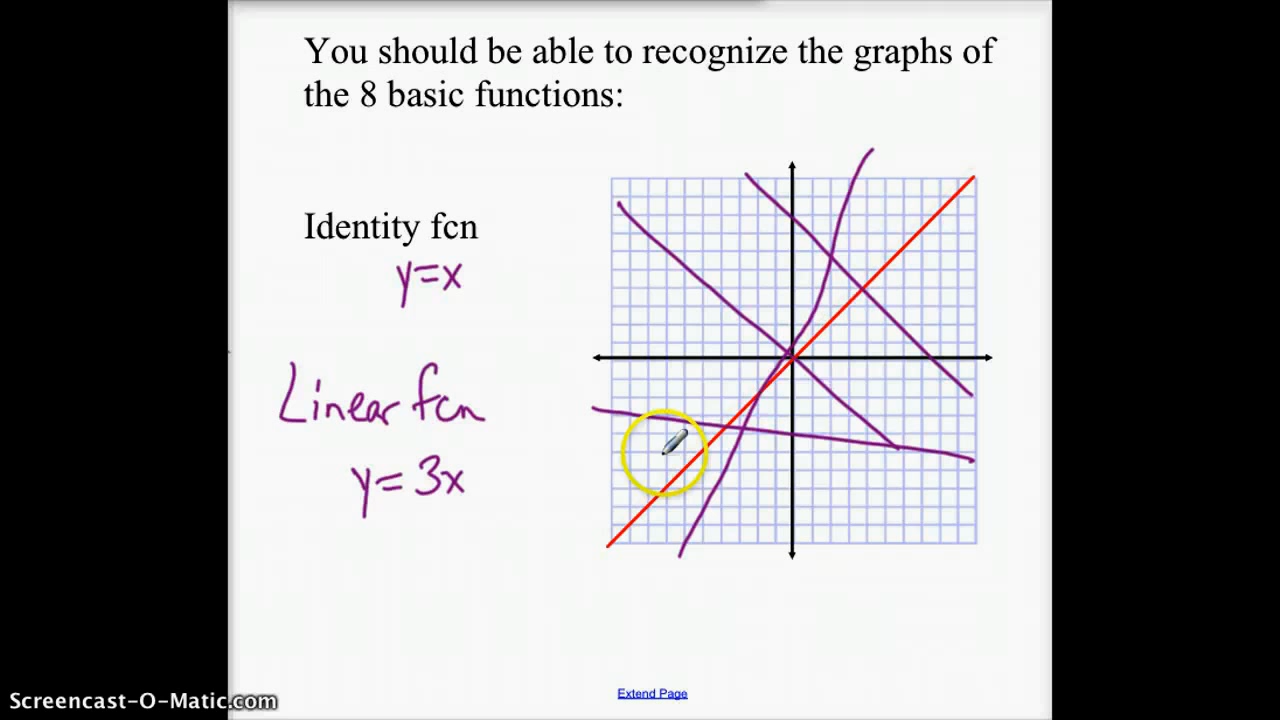 You should be able to recognize the graphs of
the 8 basic functions:
Identity fcn
y=x
Linear fcn
y=3x
Extend Page
Screencast-O-Matic.com